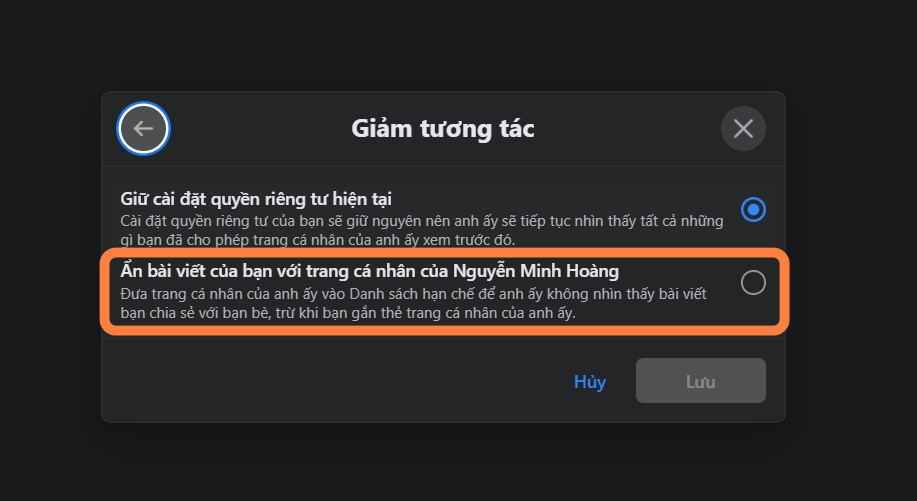 Giảm tương tác
Giữ cài đặt quyền riêng tư hiện tại
Cài đặt quyền riêng tư của bạn sẽ giữ nguyên nên anh ấy sẽ tiếp tục nhìn thấy tất cả những
gì bạn đã cho phép trang cá nhân của anh ấy xem trước đó.
Ẩn bài viết của bạn với trang cá nhân của Nguyễn Minh Hoàng
Đưa trang cá nhân của anh ấy vào Danh sách hạn chế để anh ấy không nhìn thấy bài viết
bạn chia sẻ với bạn bè, trừ khi bạn gắn thẻ trang cá nhân của anh ấy.
Hủy
Lưu